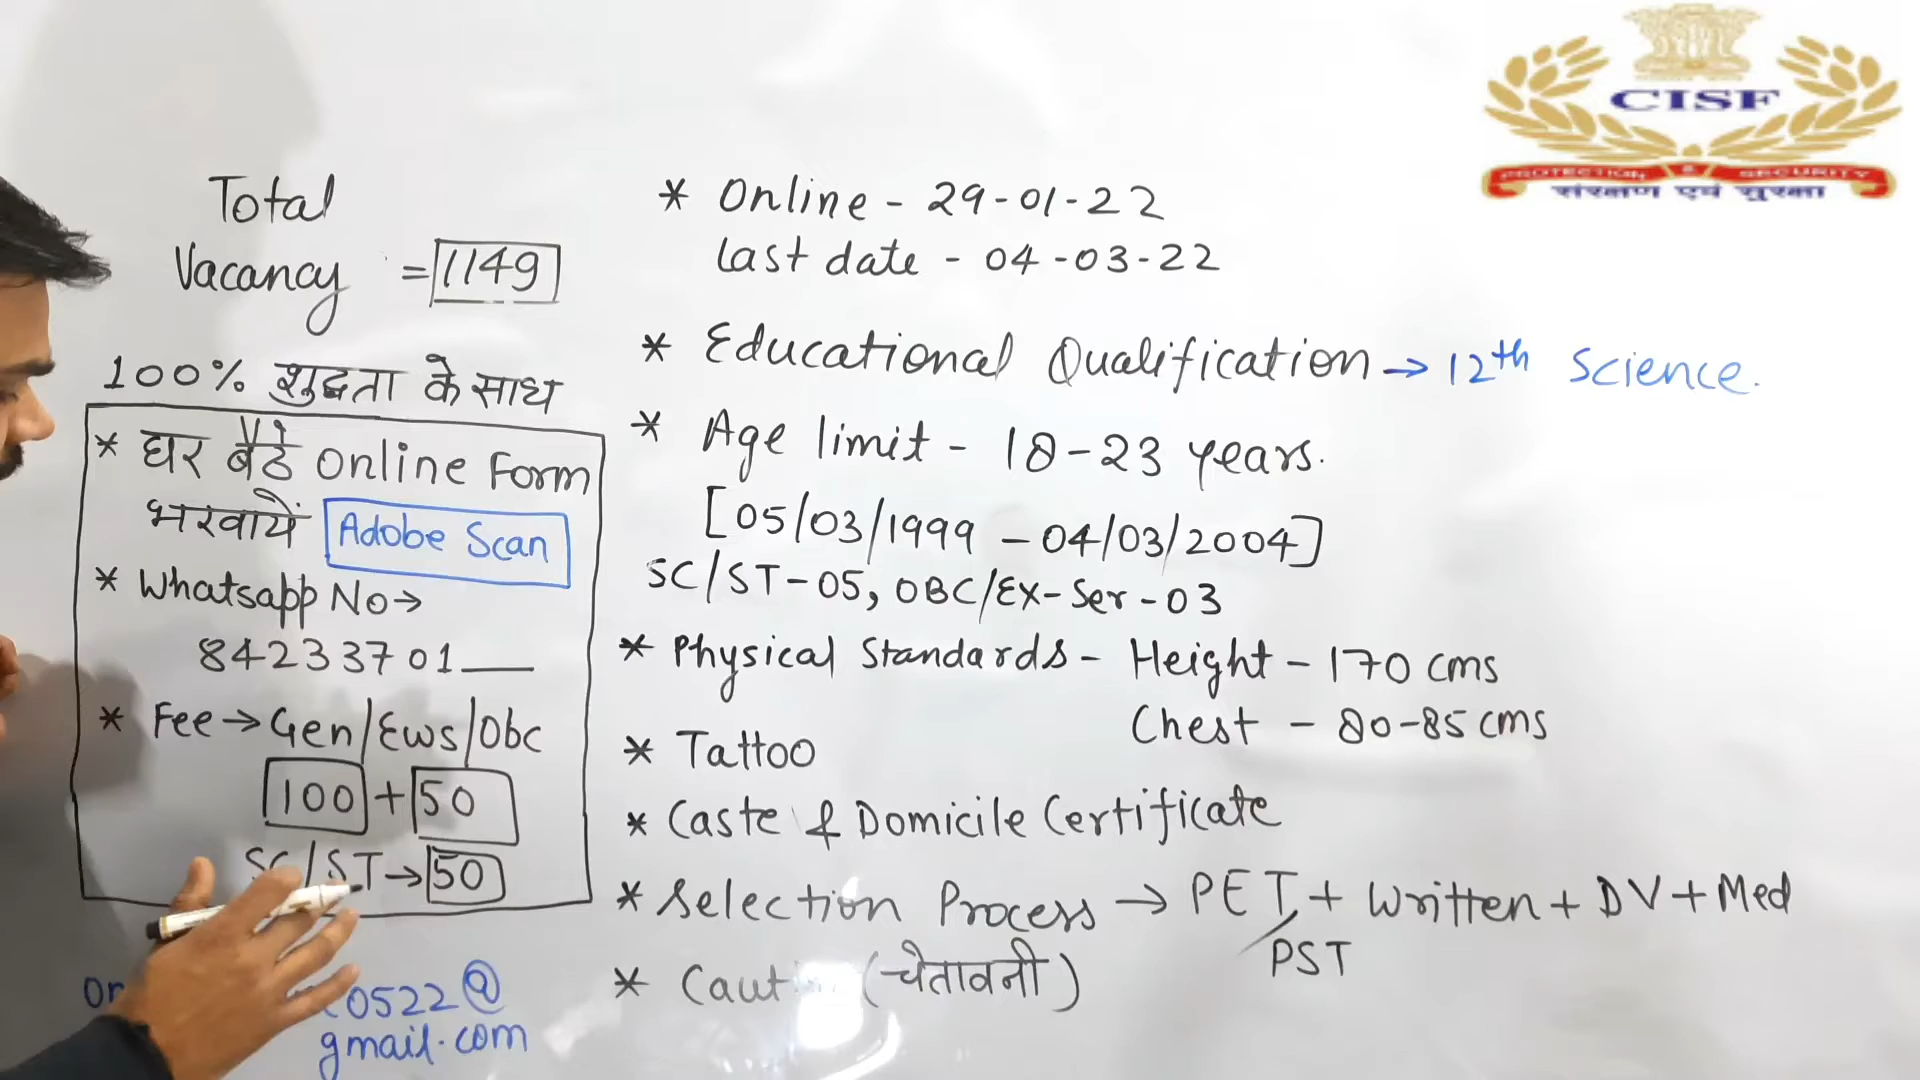 CISF
PROTECTION & SECURITY
संरक्षण एवं सुरक्षा
Total
Vacancy = 1149
100% शुद्धता के साथ
* घर बैठे Online Form
भरवायें Adobe Scan
* Whatsapp No→
84233701
* Fee → Gen/Ews/Obc
100 + 50
SC/ST → 50
0522@
gmail.com
* Online - 29-01-22
last date - 04-03-22
* Educational Qualification → 12th Science.
* Age limit - 18-23 years.
[05/03/1999 - 04/03/2004]
SC/ST-05, OBC/EX-Ser-03
* Physical Standards - Height - 170 cms
Chest - 80-85 cms
* Tattoo
* Caste & Domicile Certificate
* Selection Process → PET + Written + DV + Med
/PST
* Caut (चेतावनी)